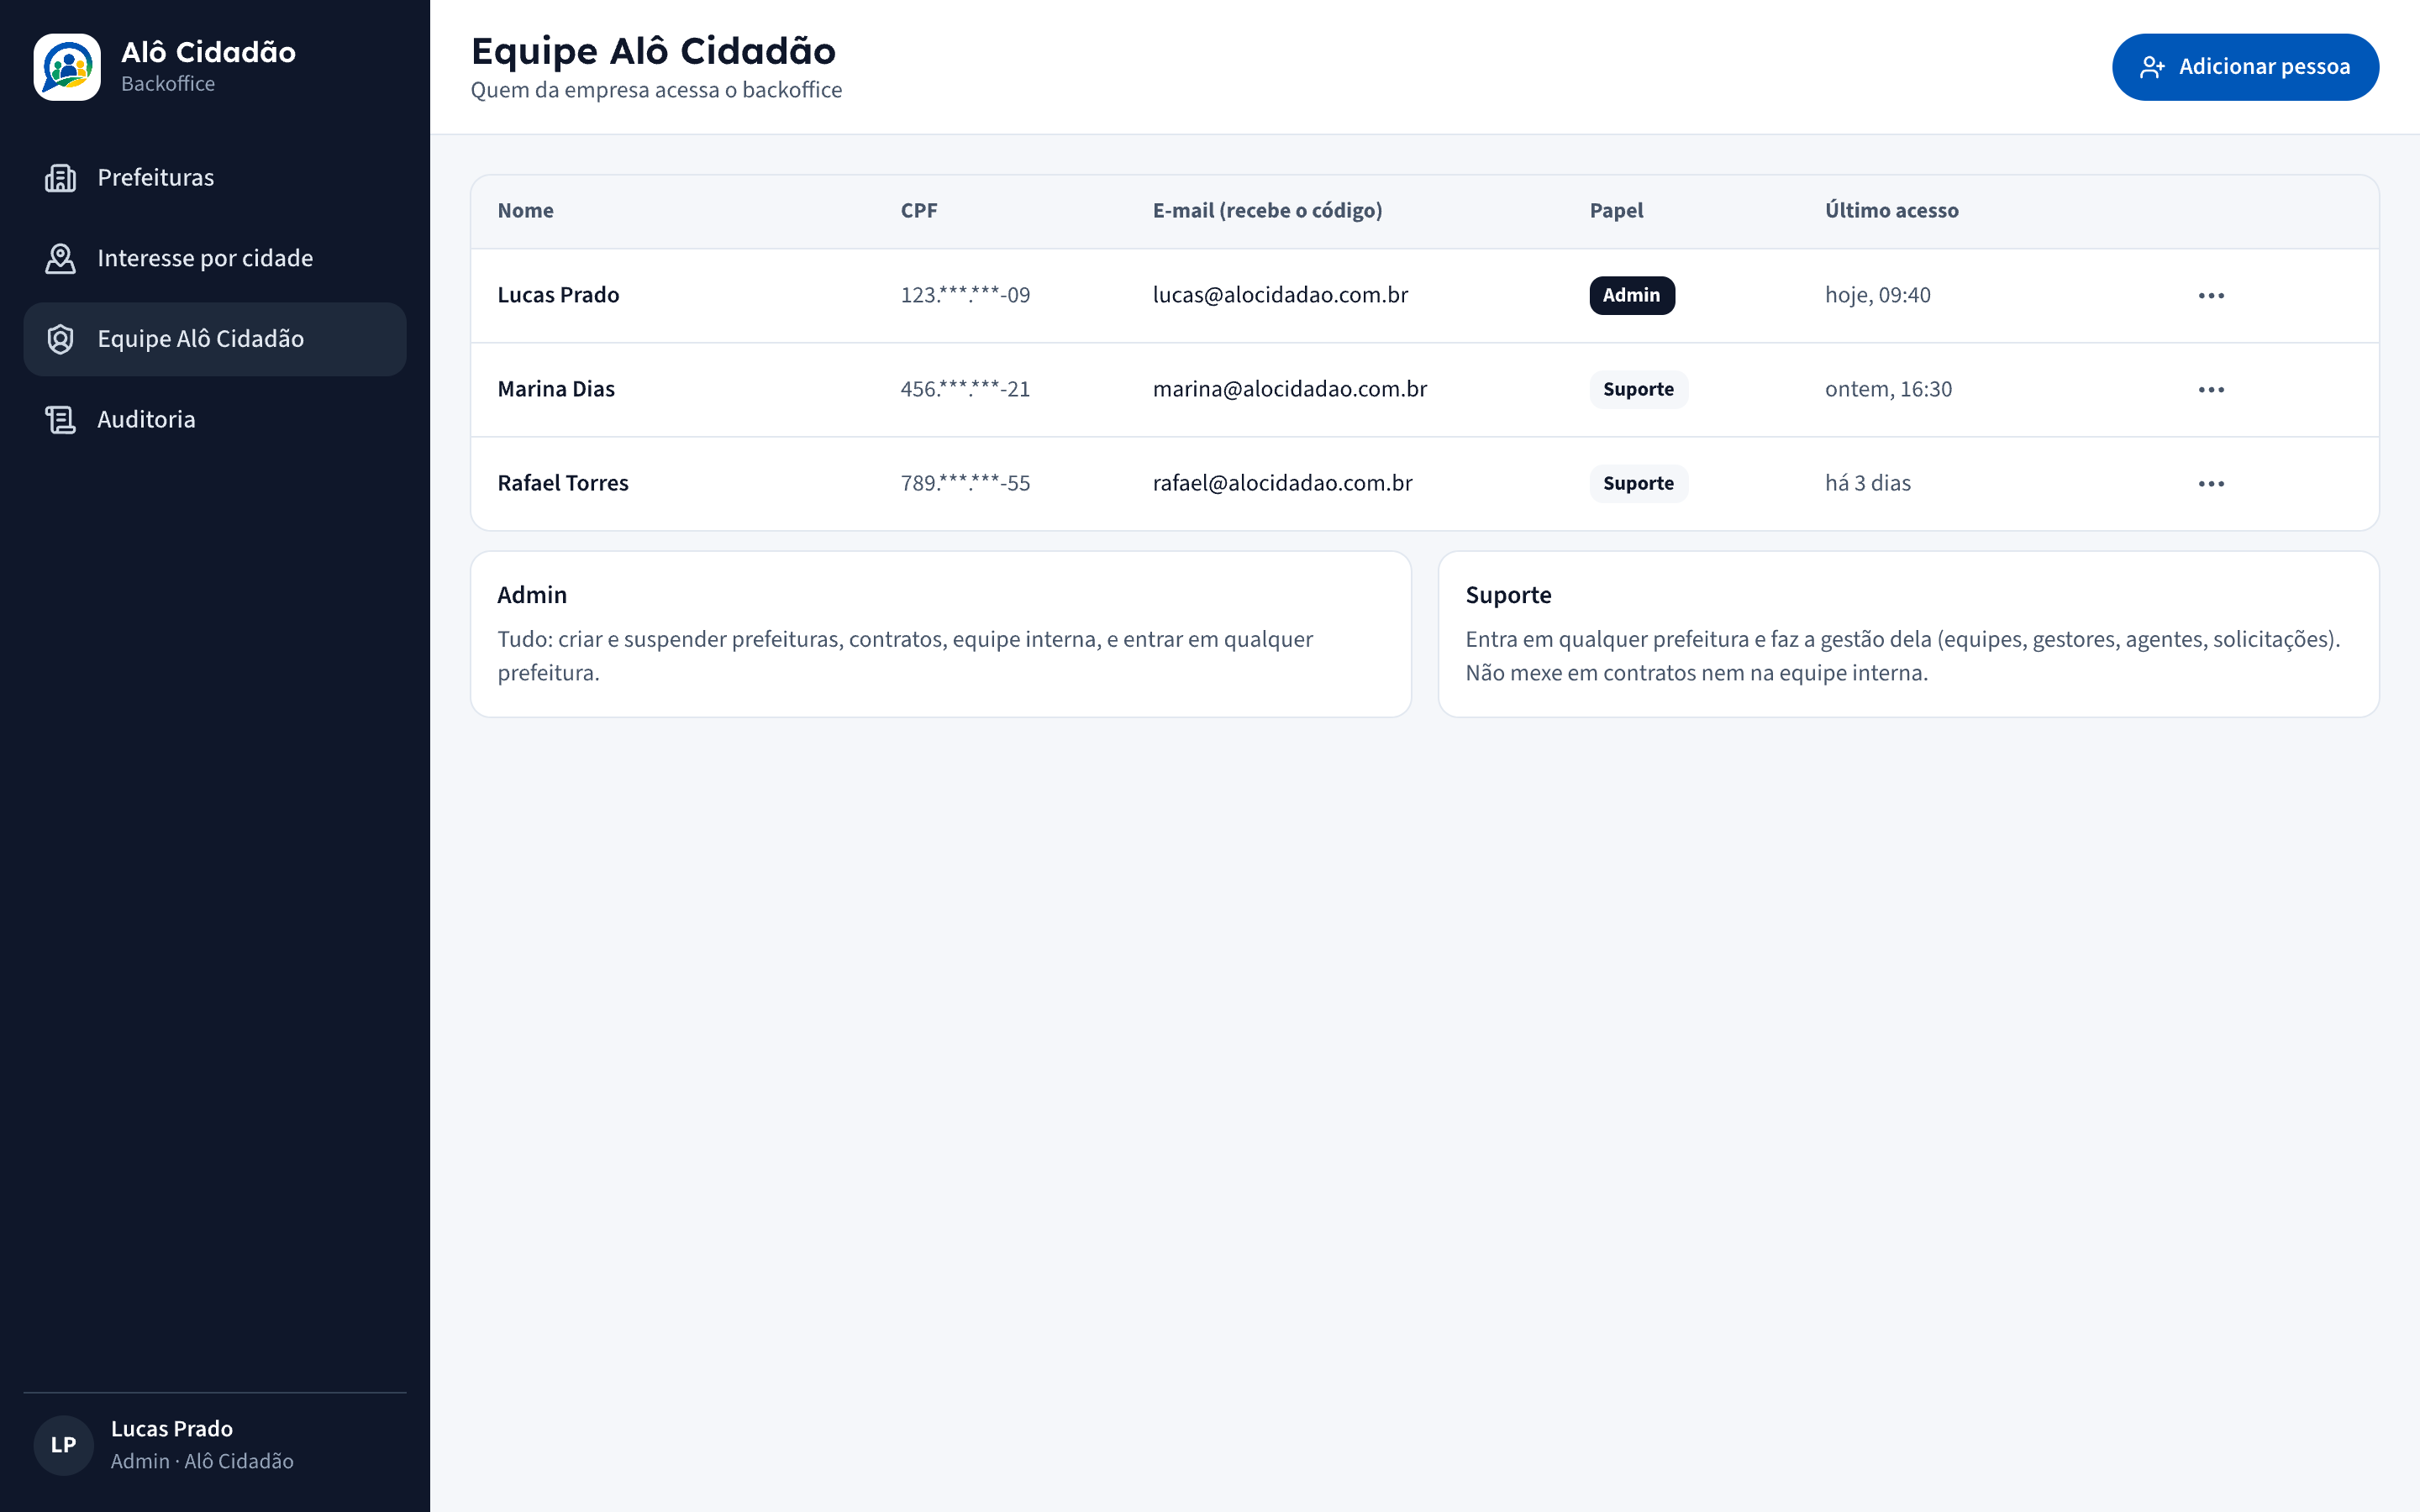 Alô Cidadão
Backoffice
Prefeituras
Interesse por cidade
Equipe Alô Cidadão
Auditoria
LP
Lucas Prado
Admin · Alô Cidadão
Equipe Alô Cidadão
Quem da empresa acessa o backoffice
Adicionar pessoa
Nome CPF E-mail (recebe o código) Papel Último acesso
Lucas Prado 123.***.***-09 lucas@alocidadao.com.br Admin hoje, 09:40
Marina Dias 456.***.***-21 marina@alocidadao.com.br Suporte ontem, 16:30
Rafael Torres 789.***.***-55 rafael@alocidadao.com.br Suporte há 3 dias
Admin
Tudo: criar e suspender prefeituras, contratos, equipe interna, e entrar em qualquer
prefeitura.
Suporte
Entra em qualquer prefeitura e faz a gestão dela (equipes, gestores, agentes, solicitações).
Não mexe em contratos nem na equipe interna.